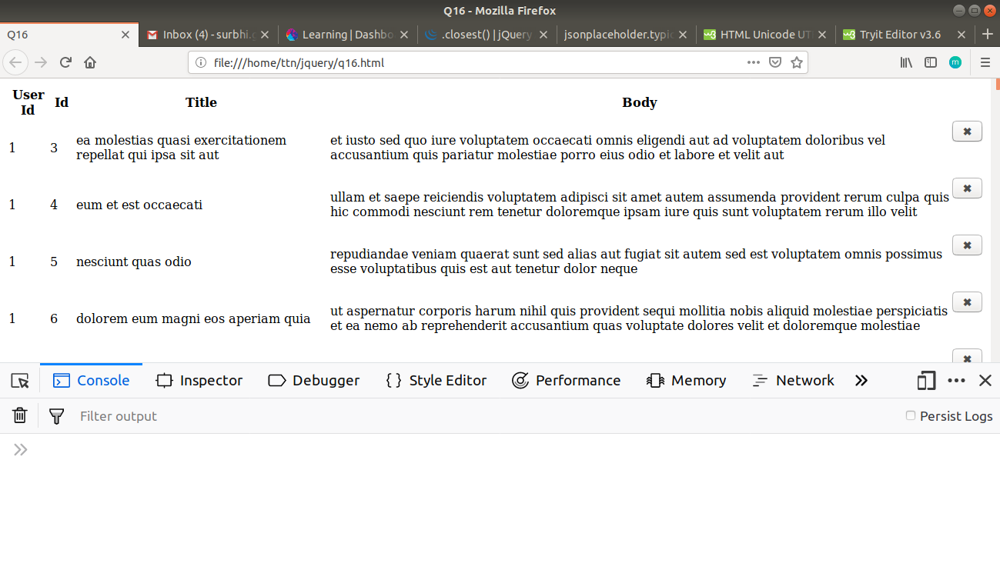 Q16 - Mozilla Firefox
Q16 Inbox (4) - surbhi. Learning | Dashbo .closest() | jQuery jsonplaceholder.typic HTML Unicode UT Tryit Editor v3.6
file:///home/ttn/jquery/q16.html
User Id Id Title Body
1 3 ea molestias quasi exercitationem et iusto sed quo iure voluptatem occaecati omnis eligendi aut ad voluptatem doloribus vel
repellat qui ipsa sit aut accusantium quis pariatur molestiae porro eius odio et labore et velit aut
1 4 eum et est occaecati ullam et saepe reiciendis voluptatem adipisci sit amet autem assumenda provident rerum culpa quis
hic commodi nesciunt rem tenetur doloremque ipsam iure quis sunt voluptatem rerum illo velit
1 5 nesciunt quas odio repudiandae veniam quaerat sunt sed alias aut fugiat sit autem sed est voluptatem omnis possimus
esse voluptatibus quis est aut tenetur dolor neque
1 6 dolorem eum magni eos aperiam quia ut aspernatur corporis harum nihil quis provident sequi mollitia nobis aliquid molestiae perspiciatis
et ea nemo ab reprehenderit accusantium quas voluptate dolores velit et doloremque molestiae
Console Inspector Debugger Style Editor Performance Memory Network
Filter output Persist Logs